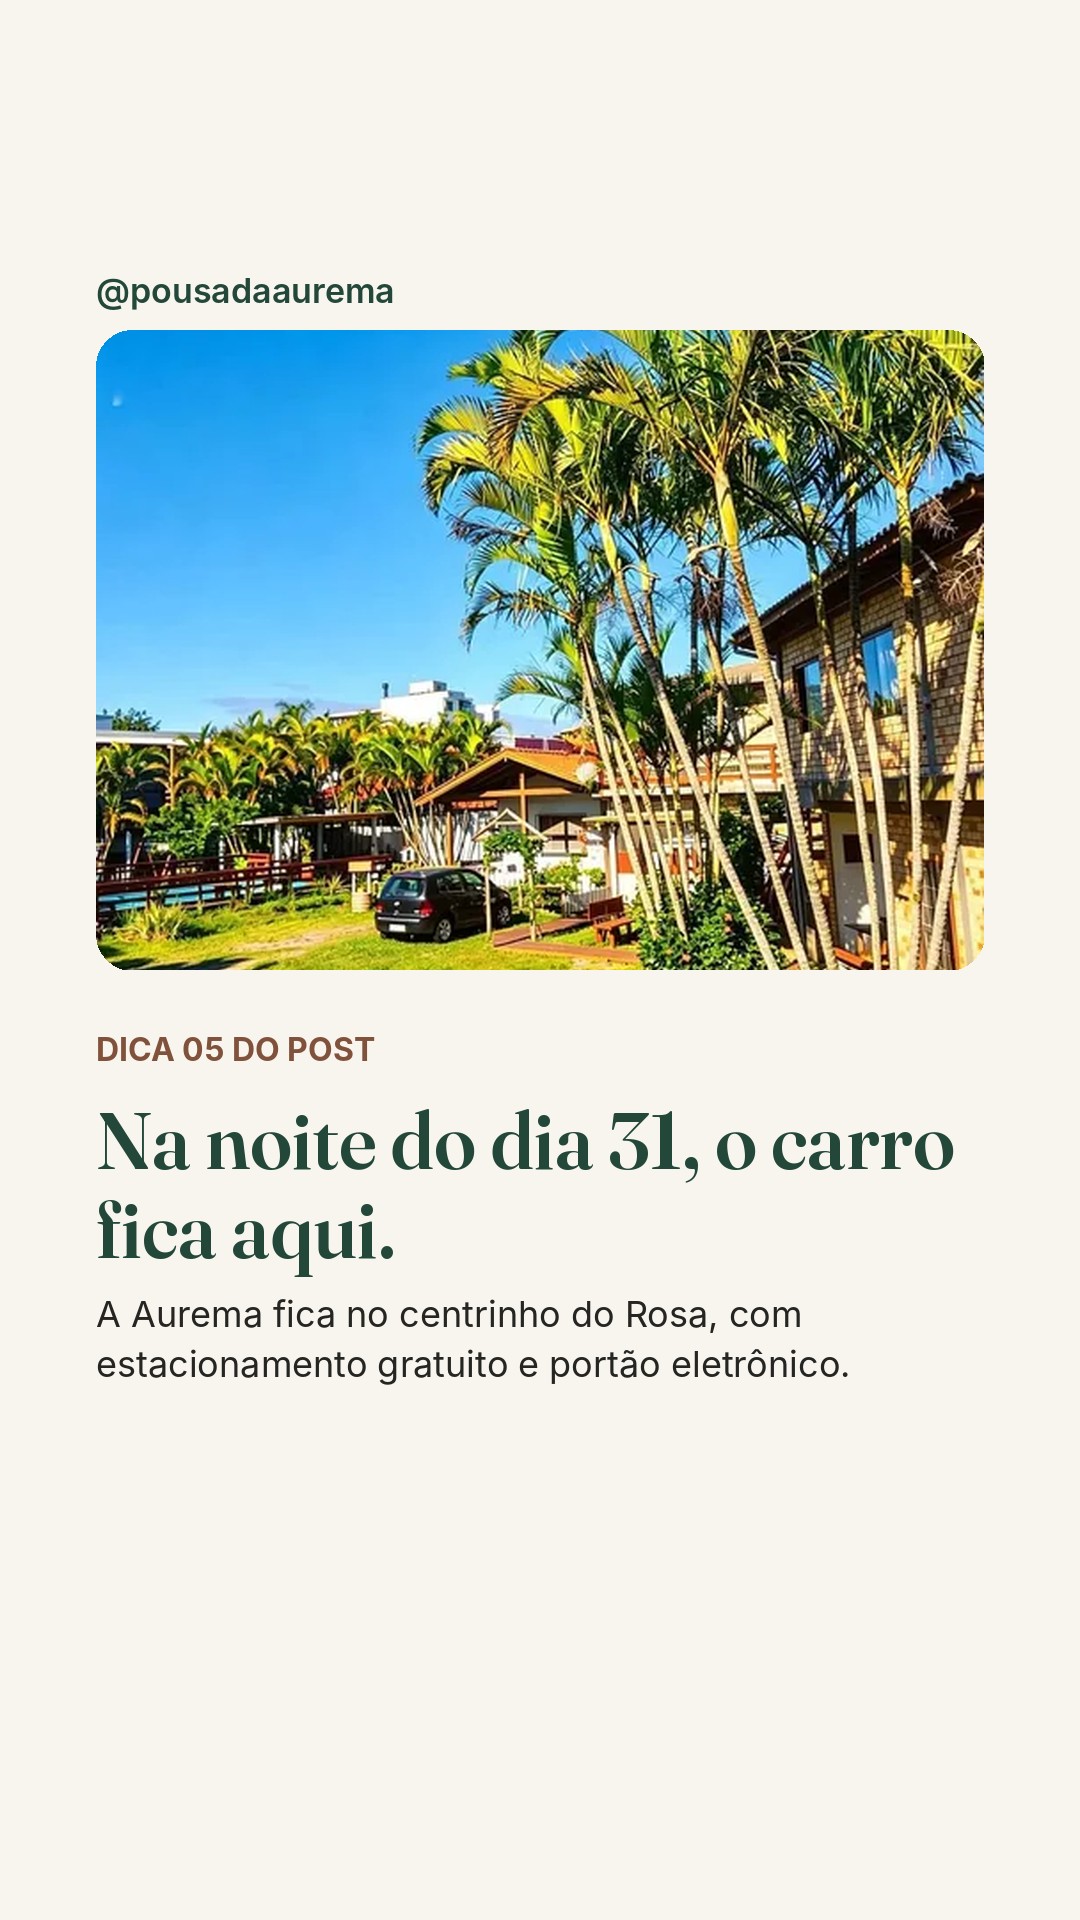 @pousadaaurema
DICA 05 DO POST
Na noite do dia 31, o carro
fica aqui.
A Aurema fica no centrinho do Rosa, com
estacionamento gratuito e portão eletrônico.